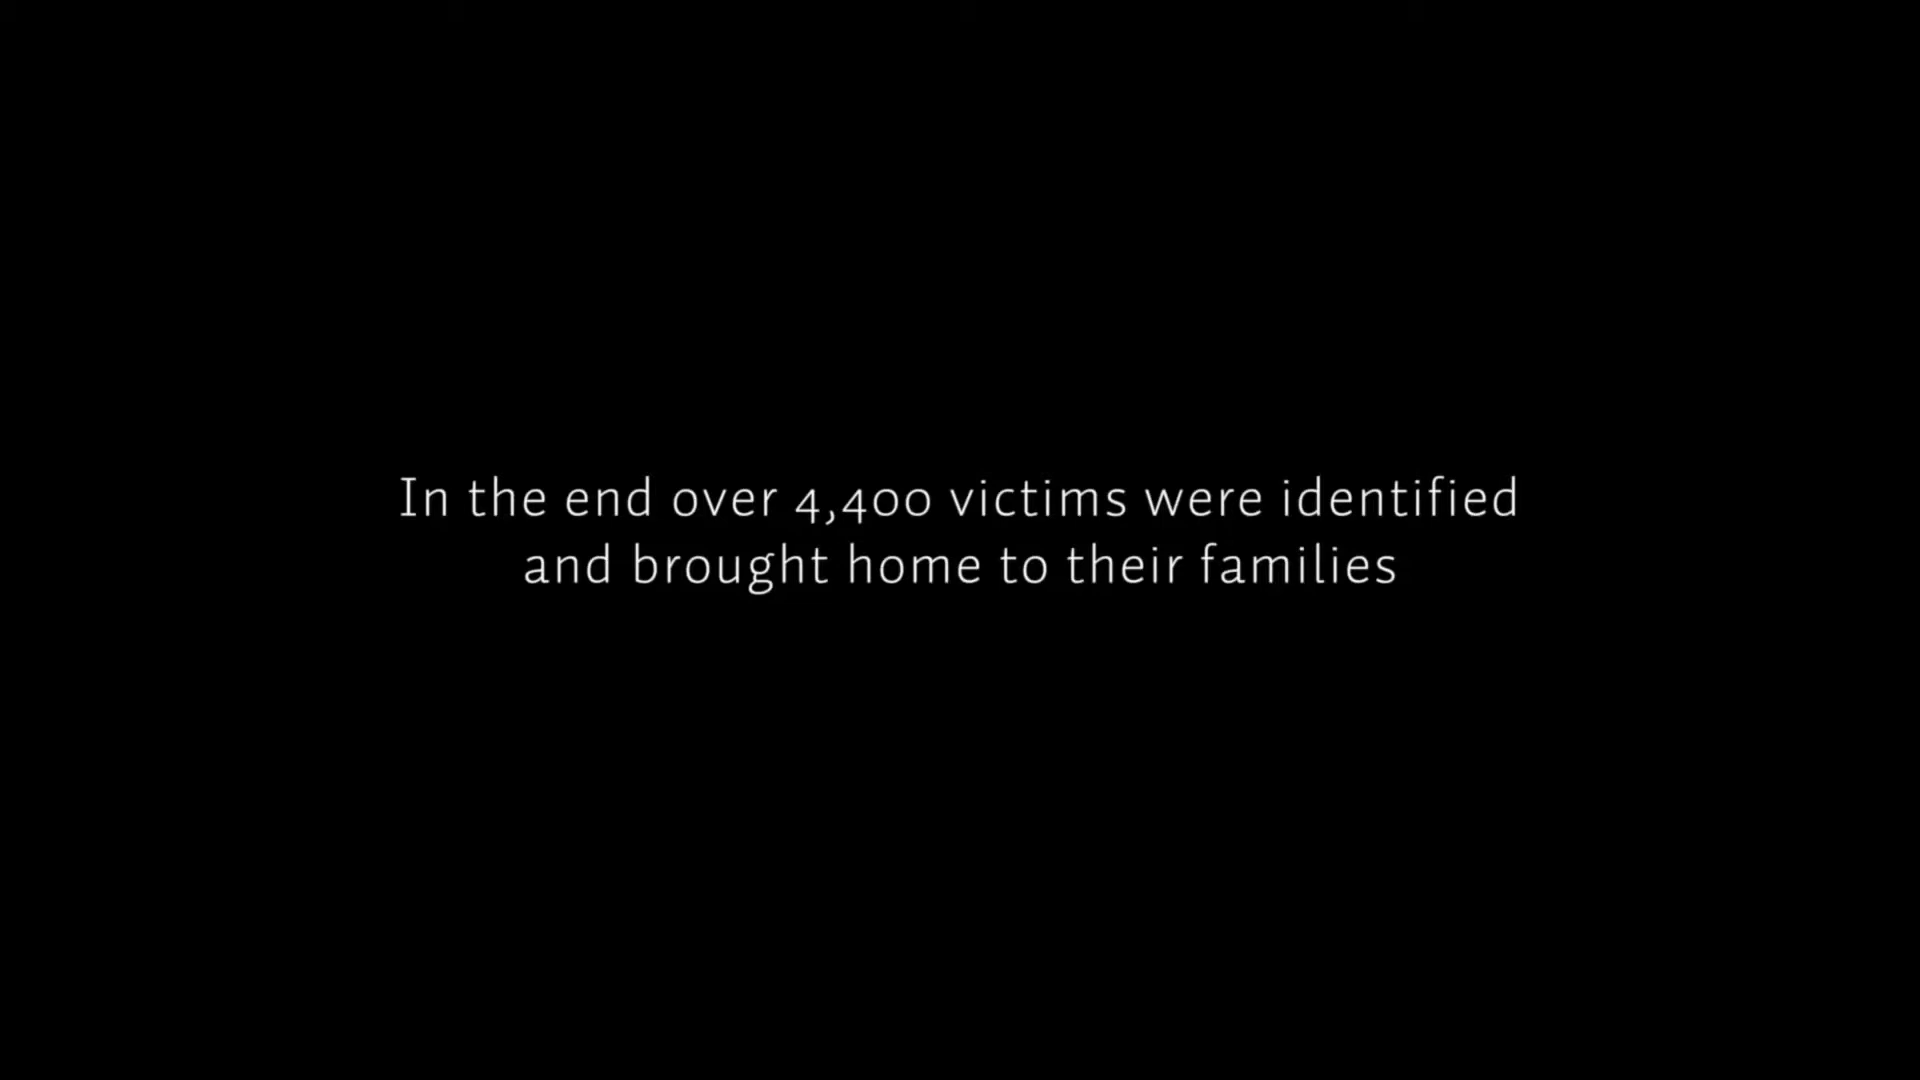 In the end over 4,400 victims were identified
and brought home to their families